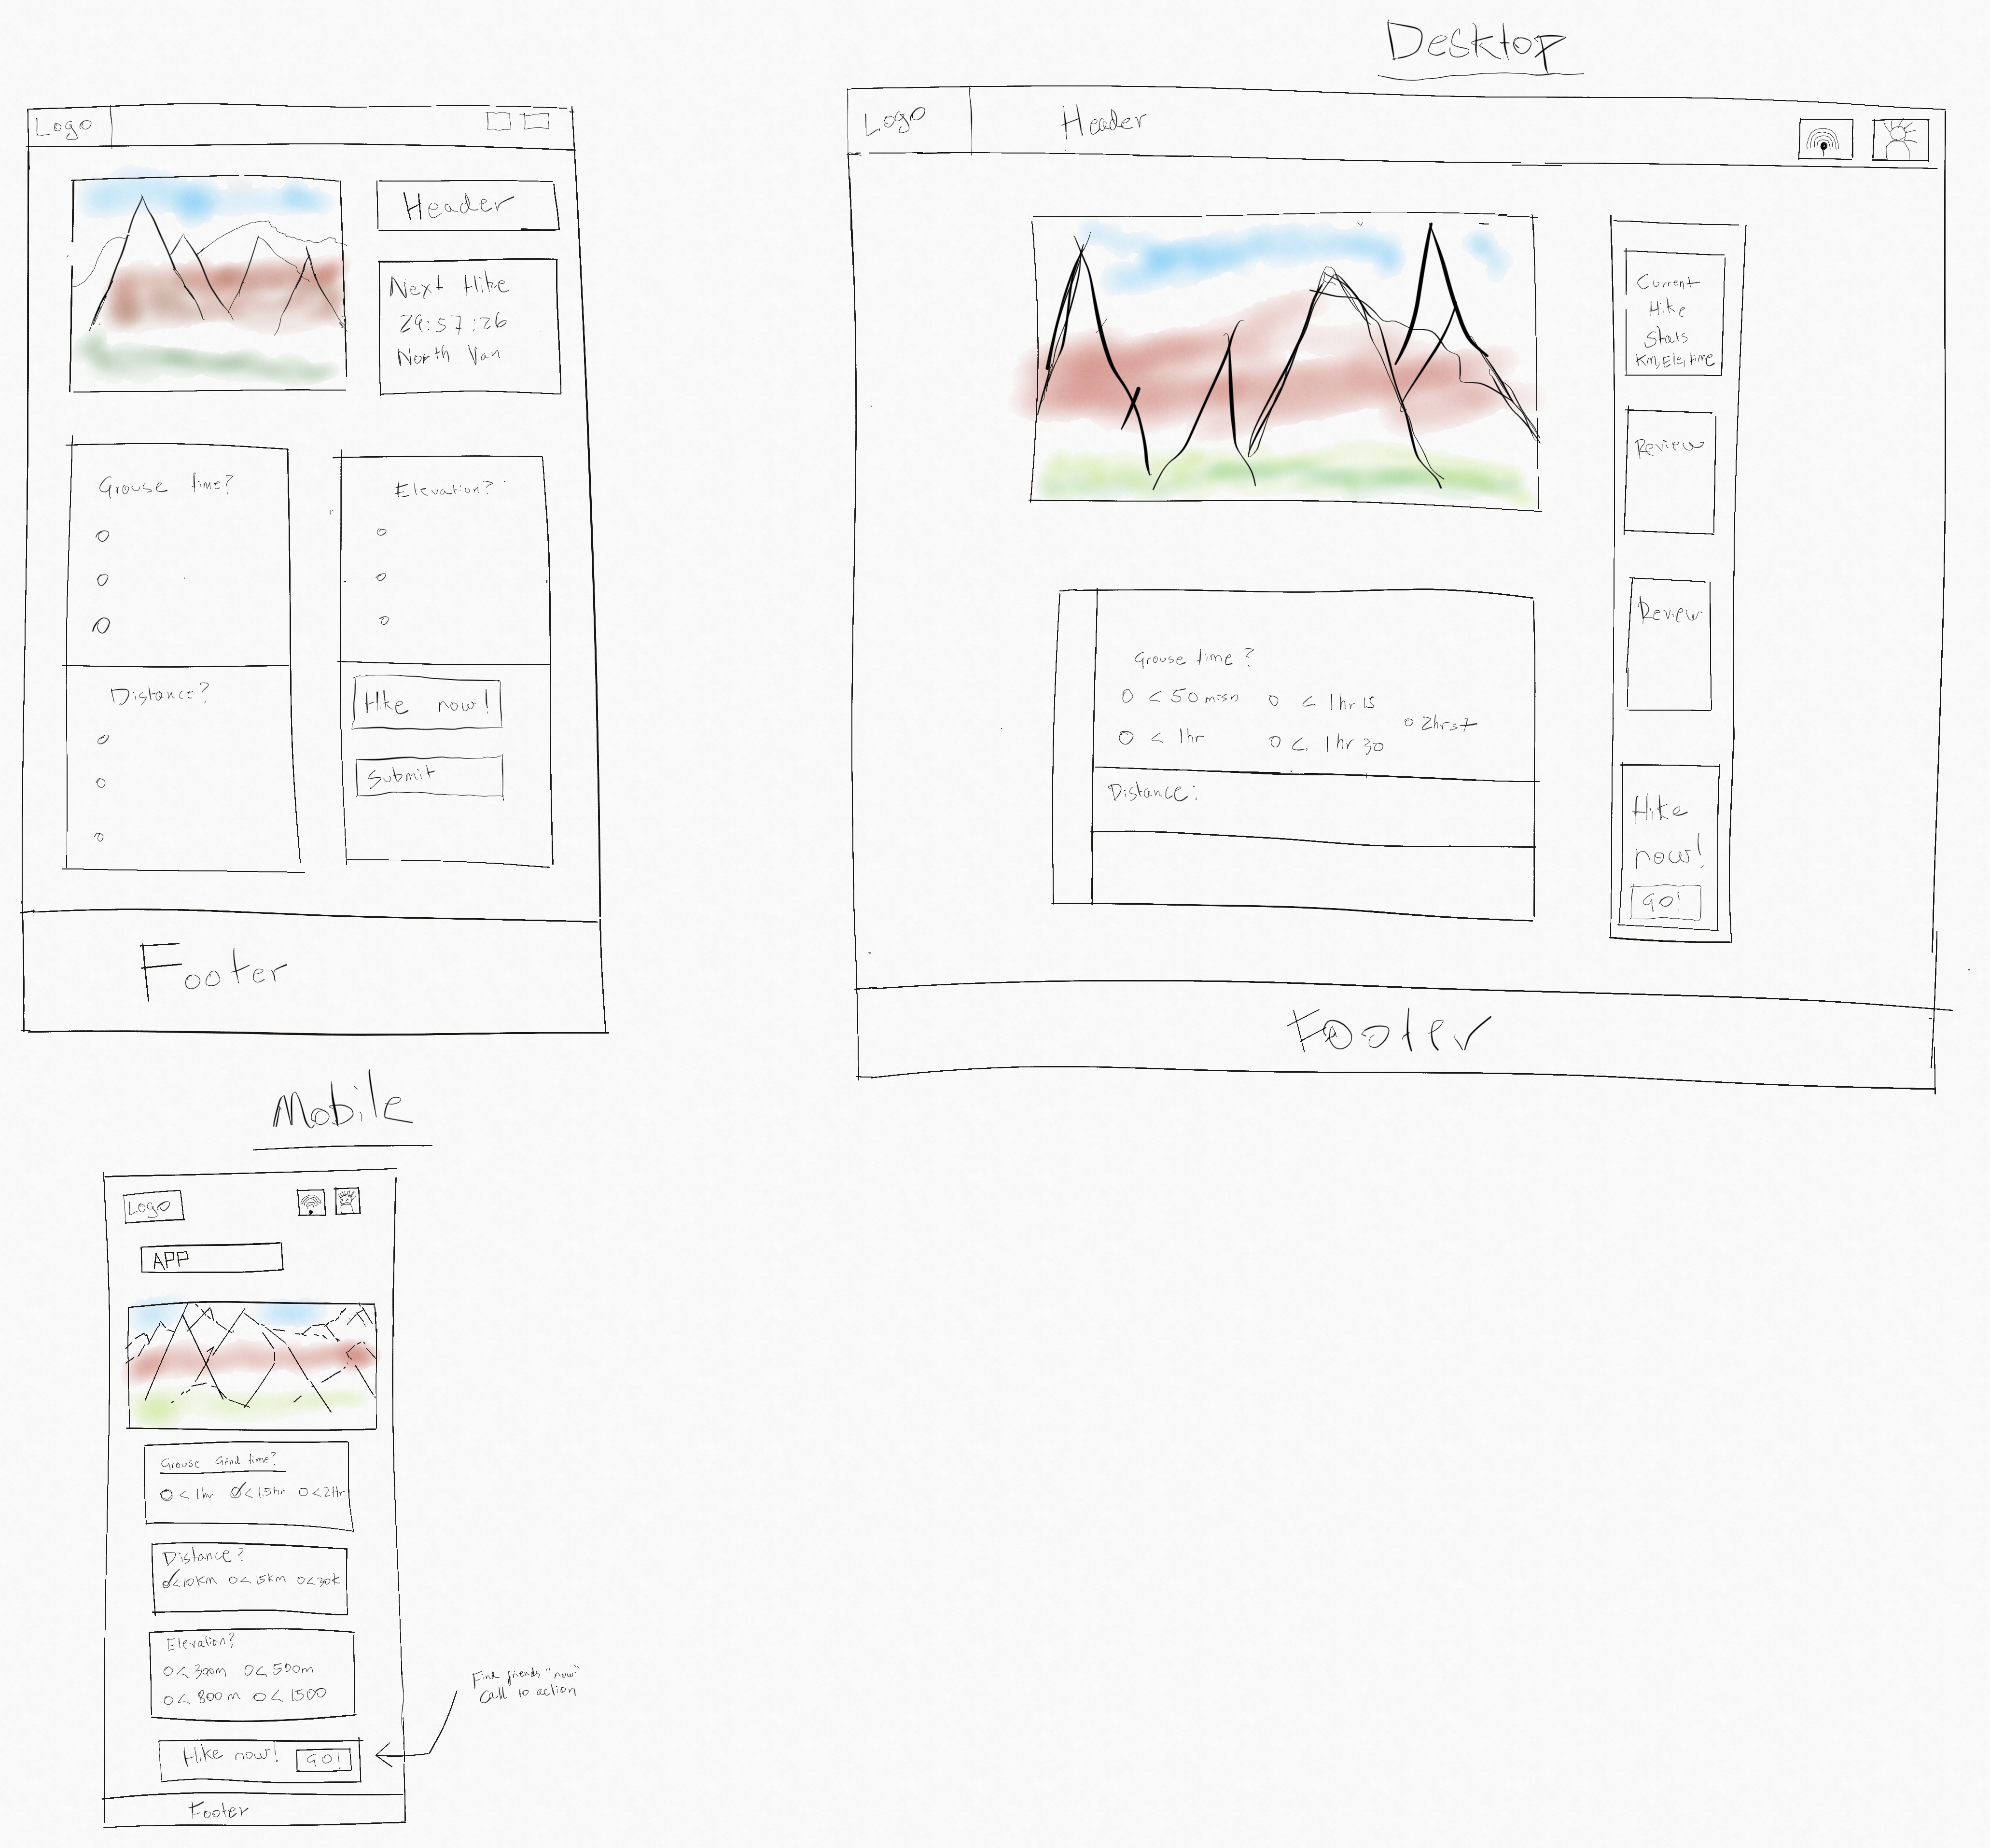 Desktop
Logo
Header
Current
Hike
Stats
Km, Ele, time
Review
Review
Grouse time?
< 50 misn
< 1hr 15
< 1hr
< 1hr 30
2hrs+
Distance:
Hike
now!
GO!
Footer
Logo
Header
Next Hike
29:57:26
North Van
Grouse time?
Elevation?
Distance?
Hike now!
Submit
Footer
Mobile
Logo
APP
Grouse Grind time?
< 1hr < 1.5hr < 2Hr
Distance?
< 10Km < 15km < 30k
Elevation?
< 300m < 500m
< 800m < 1500
Hike now! GO!
Footer
Find friends "now"
Call to action